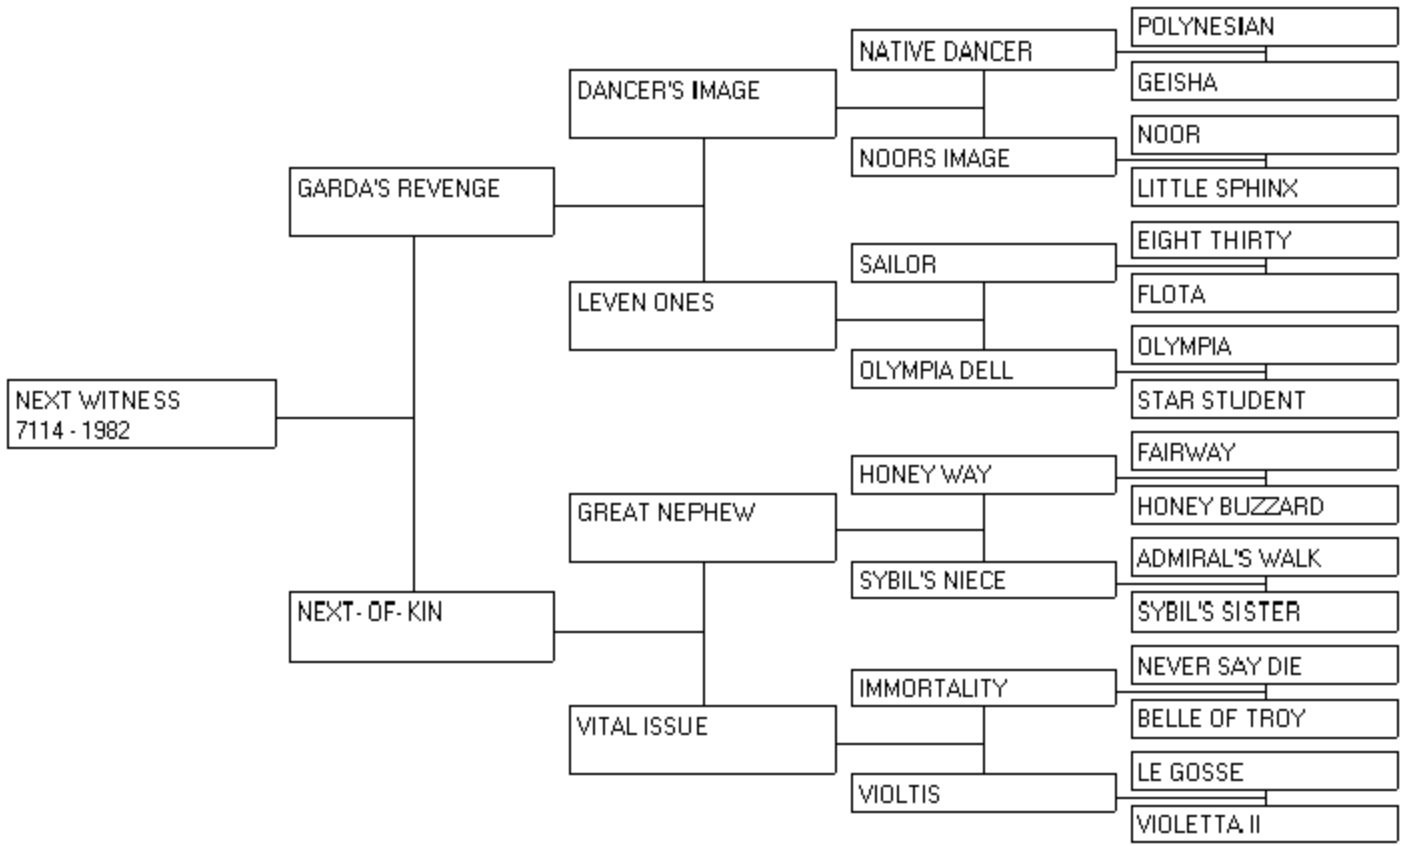 POLYNESIAN
NATIVE DANCER
GEISHA
DANCER'S IMAGE
NOOR
NOORS IMAGE
LITTLE SPHINX
GARDA'S REVENGE
EIGHT THIRTY
SAILOR
FLOTA
LEVEN ONES
OLYMPIA
OLYMPIA DELL
STAR STUDENT
NEXT WITNESS
7114 - 1982
FAIRWAY
HONEY WAY
HONEY BUZZARD
GREAT NEPHEW
ADMIRAL'S WALK
SYBIL'S NIECE
SYBIL'S SISTER
NEXT- OF- KIN
NEVER SAY DIE
IMMORTALITY
BELLE OF TROY
VITAL ISSUE
LE GOSSE
VIOLTIS
VIOLETTA II